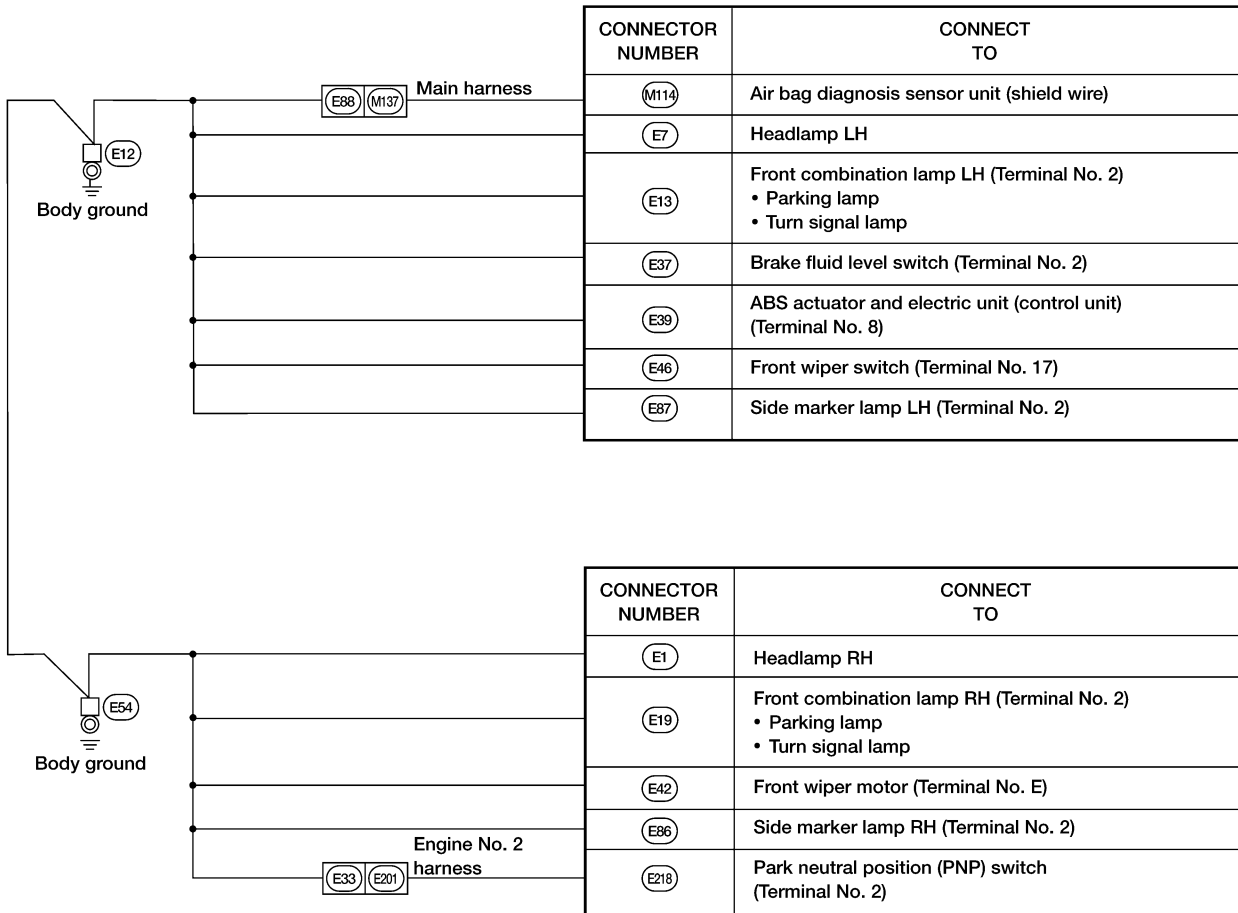 CONNECTOR
NUMBER
CONNECT
TO
E88
M137
Main harness
M114
Air bag diagnosis sensor unit (shield wire)
E12
Body ground
E7
Headlamp LH
E13
Front combination lamp LH (Terminal No. 2)
• Parking lamp
• Turn signal lamp
E37
Brake fluid level switch (Terminal No. 2)
E39
ABS actuator and electric unit (control unit)
(Terminal No. 8)
E46
Front wiper switch (Terminal No. 17)
E87
Side marker lamp LH (Terminal No. 2)
CONNECTOR
NUMBER
CONNECT
TO
E1
Headlamp RH
E54
Body ground
E19
Front combination lamp RH (Terminal No. 2)
• Parking lamp
• Turn signal lamp
E42
Front wiper motor (Terminal No. E)
E86
Side marker lamp RH (Terminal No. 2)
Engine No. 2
harness
E33
E201
E218
Park neutral position (PNP) switch
(Terminal No. 2)